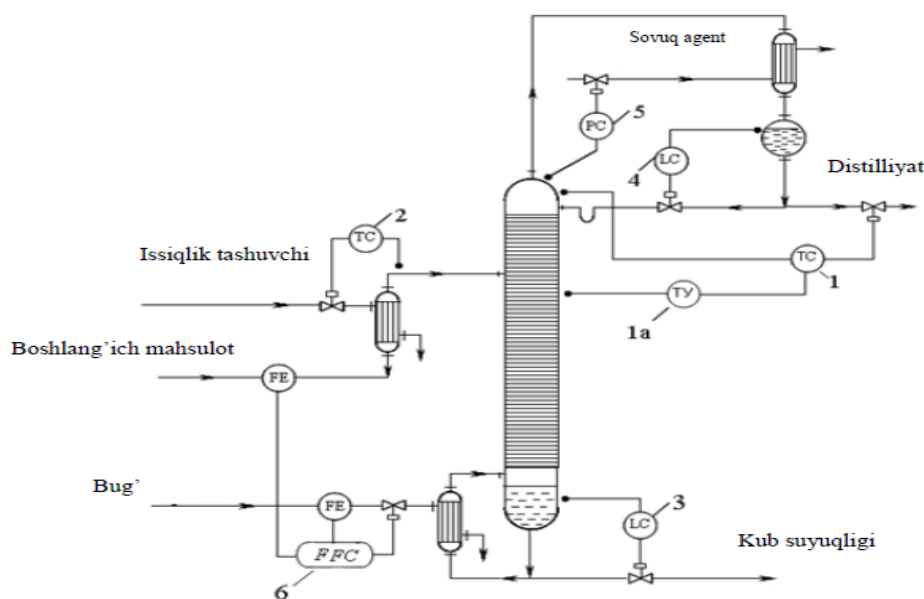 Sovuq agent
PC
5
LC
4
Distilliyat
2
TC
Issiqlik tashuvchi
TC
1
ТУ
1a
Boshlang’ich mahsulot
FE
Bug’
FE
3
LC
FFC
6
Kub suyuqligi